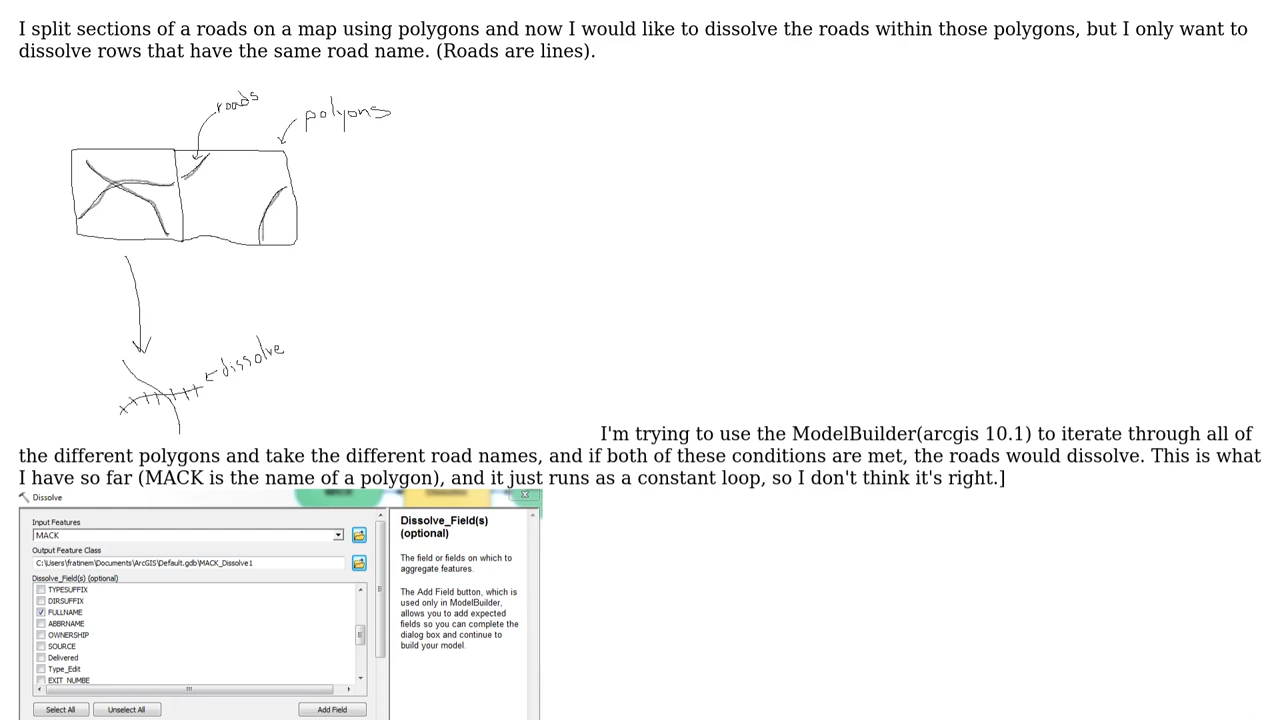 I split sections of a roads on a map using polygons and now I would like to dissolve the roads within those polygons, but I only want to
dissolve rows that have the same road name. (Roads are lines).
roads
polyons
dissolve
I'm trying to use the ModelBuilder(arcgis 10.1) to iterate through all of
the different polygons and take the different road names, and if both of these conditions are met, the roads would dissolve. This is what
I have so far (MACK is the name of a polygon), and it just runs as a constant loop, so I don't think it's right.]
Dissolve
Input Features
MACK
Output Feature Class
C:\Users\fratinem\Documents\ArcGIS\Default.gdb\MACK_Dissolve1
Dissolve_Field(s) (optional)
TYPESUFFIX
DIRSUFFIX
FULLNAME
ABBRNAME
OWNERSHIP
SOURCE
Delivered
Type_Edit
EXIT_NUMBE
Select All
Unselect All
Add Field
Dissolve_Field(s)
(optional)
The field or fields on which to
aggregate features.
The Add Field button, which is
used only in ModelBuilder,
allows you to add expected
fields so you can complete the
dialog box and continue to
build your model.